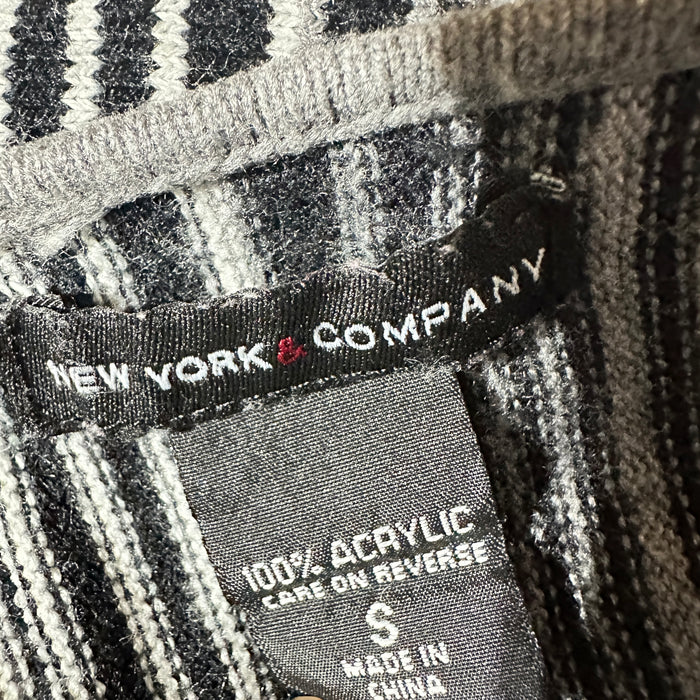 NEW YORK & COMPANY
100% ACRYLIC
CARE ON REVERSE
S
MADE IN
CHINA